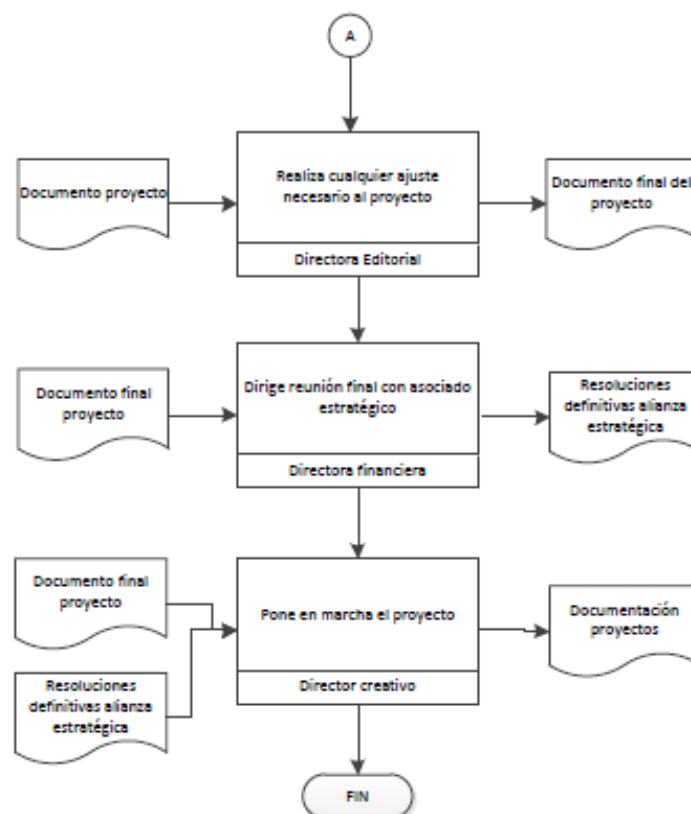 A
Documento proyecto
Realiza cualquier ajuste
necesario al proyecto
Directora Editorial
Documento final del
proyecto
Documento final
proyecto
Dirige reunión final con asociado
estratégico
Directora financiera
Resoluciones
definitivas alianza
estratégica
Documento final
proyecto
Resoluciones
definitivas alianza
estratégica
Pone en marcha el proyecto
Director creativo
Documentación
proyectos
FIN